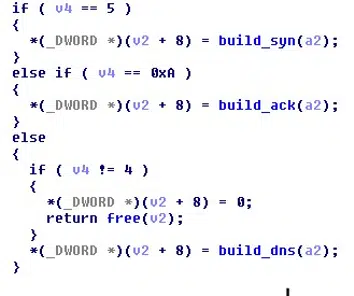 if ( v4 == 5 )
{
*(_DWORD *)(v2 + 8) = build_syn(a2);
}
else if ( v4 == 0xA )
{
*(_DWORD *)(v2 + 8) = build_ack(a2);
}
else
{
if ( v4 != 4 )
{
*(_DWORD *)(v2 + 8) = 0;
return free(v2);
}
*(_DWORD *)(v2 + 8) = build_dns(a2);
}